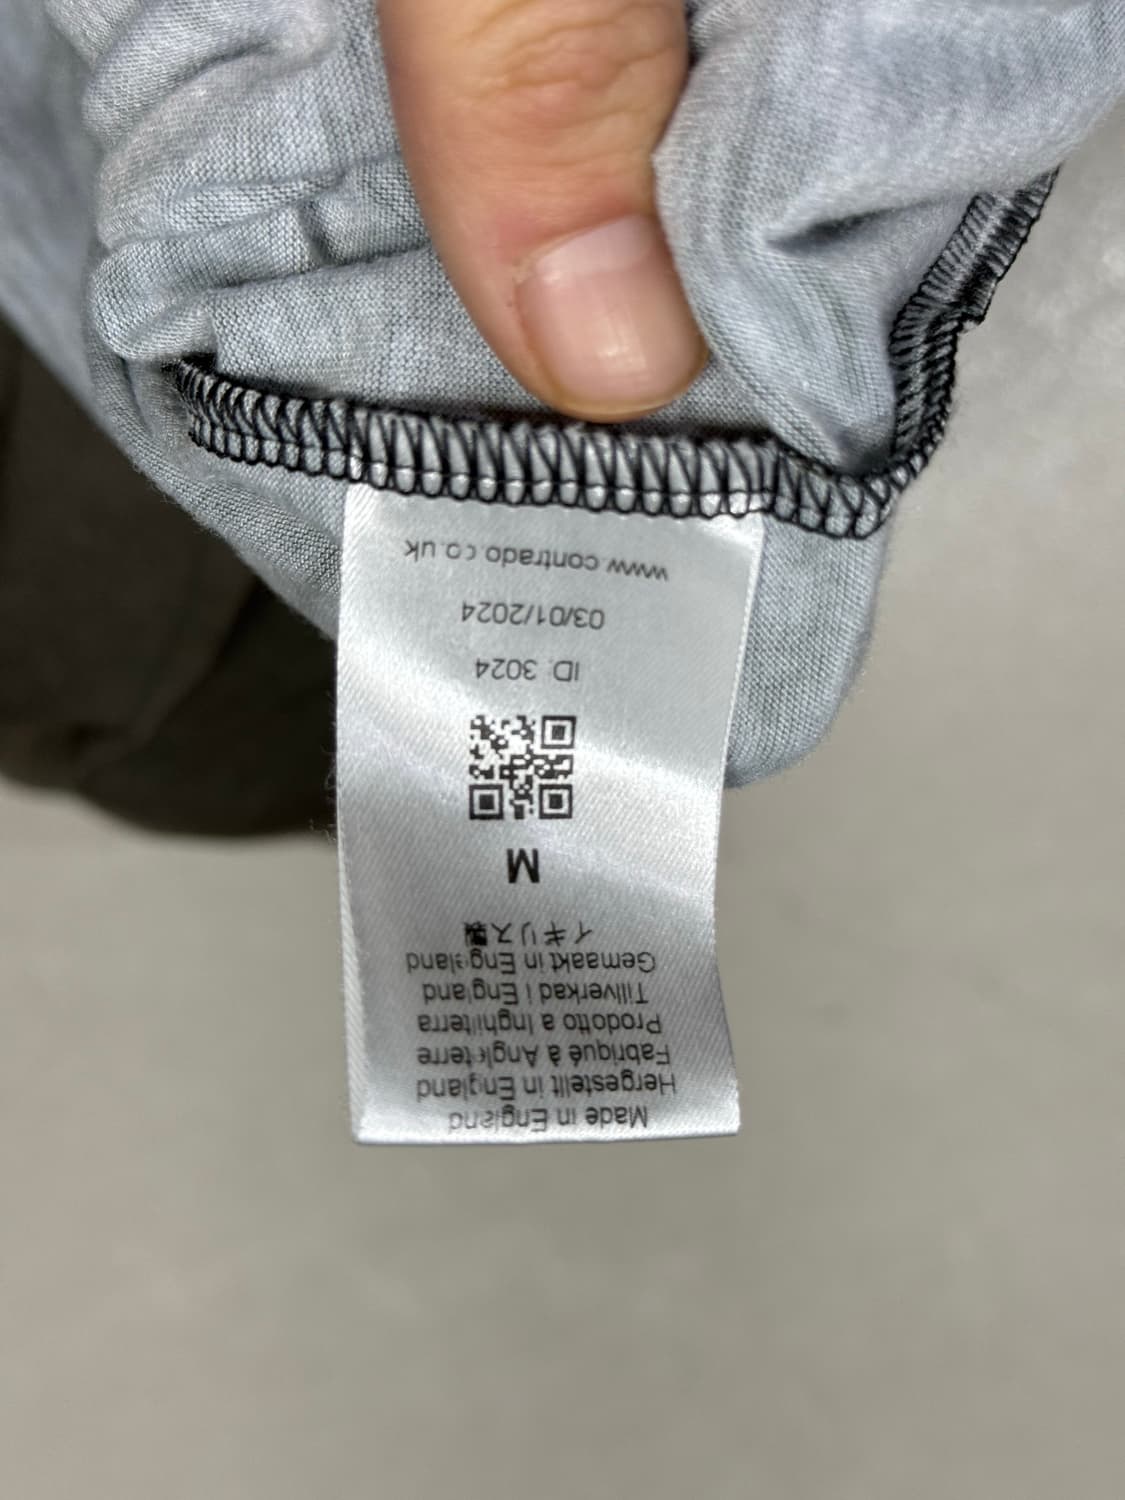 Made in England
Hergestellt in England
Fabriqué à Angleterre
Prodotto a Inghilterra
Tillverkad i England
Gemaakt in England
イギリス製
M
ID: 3024
03/01/2024
www.contrado.co.uk